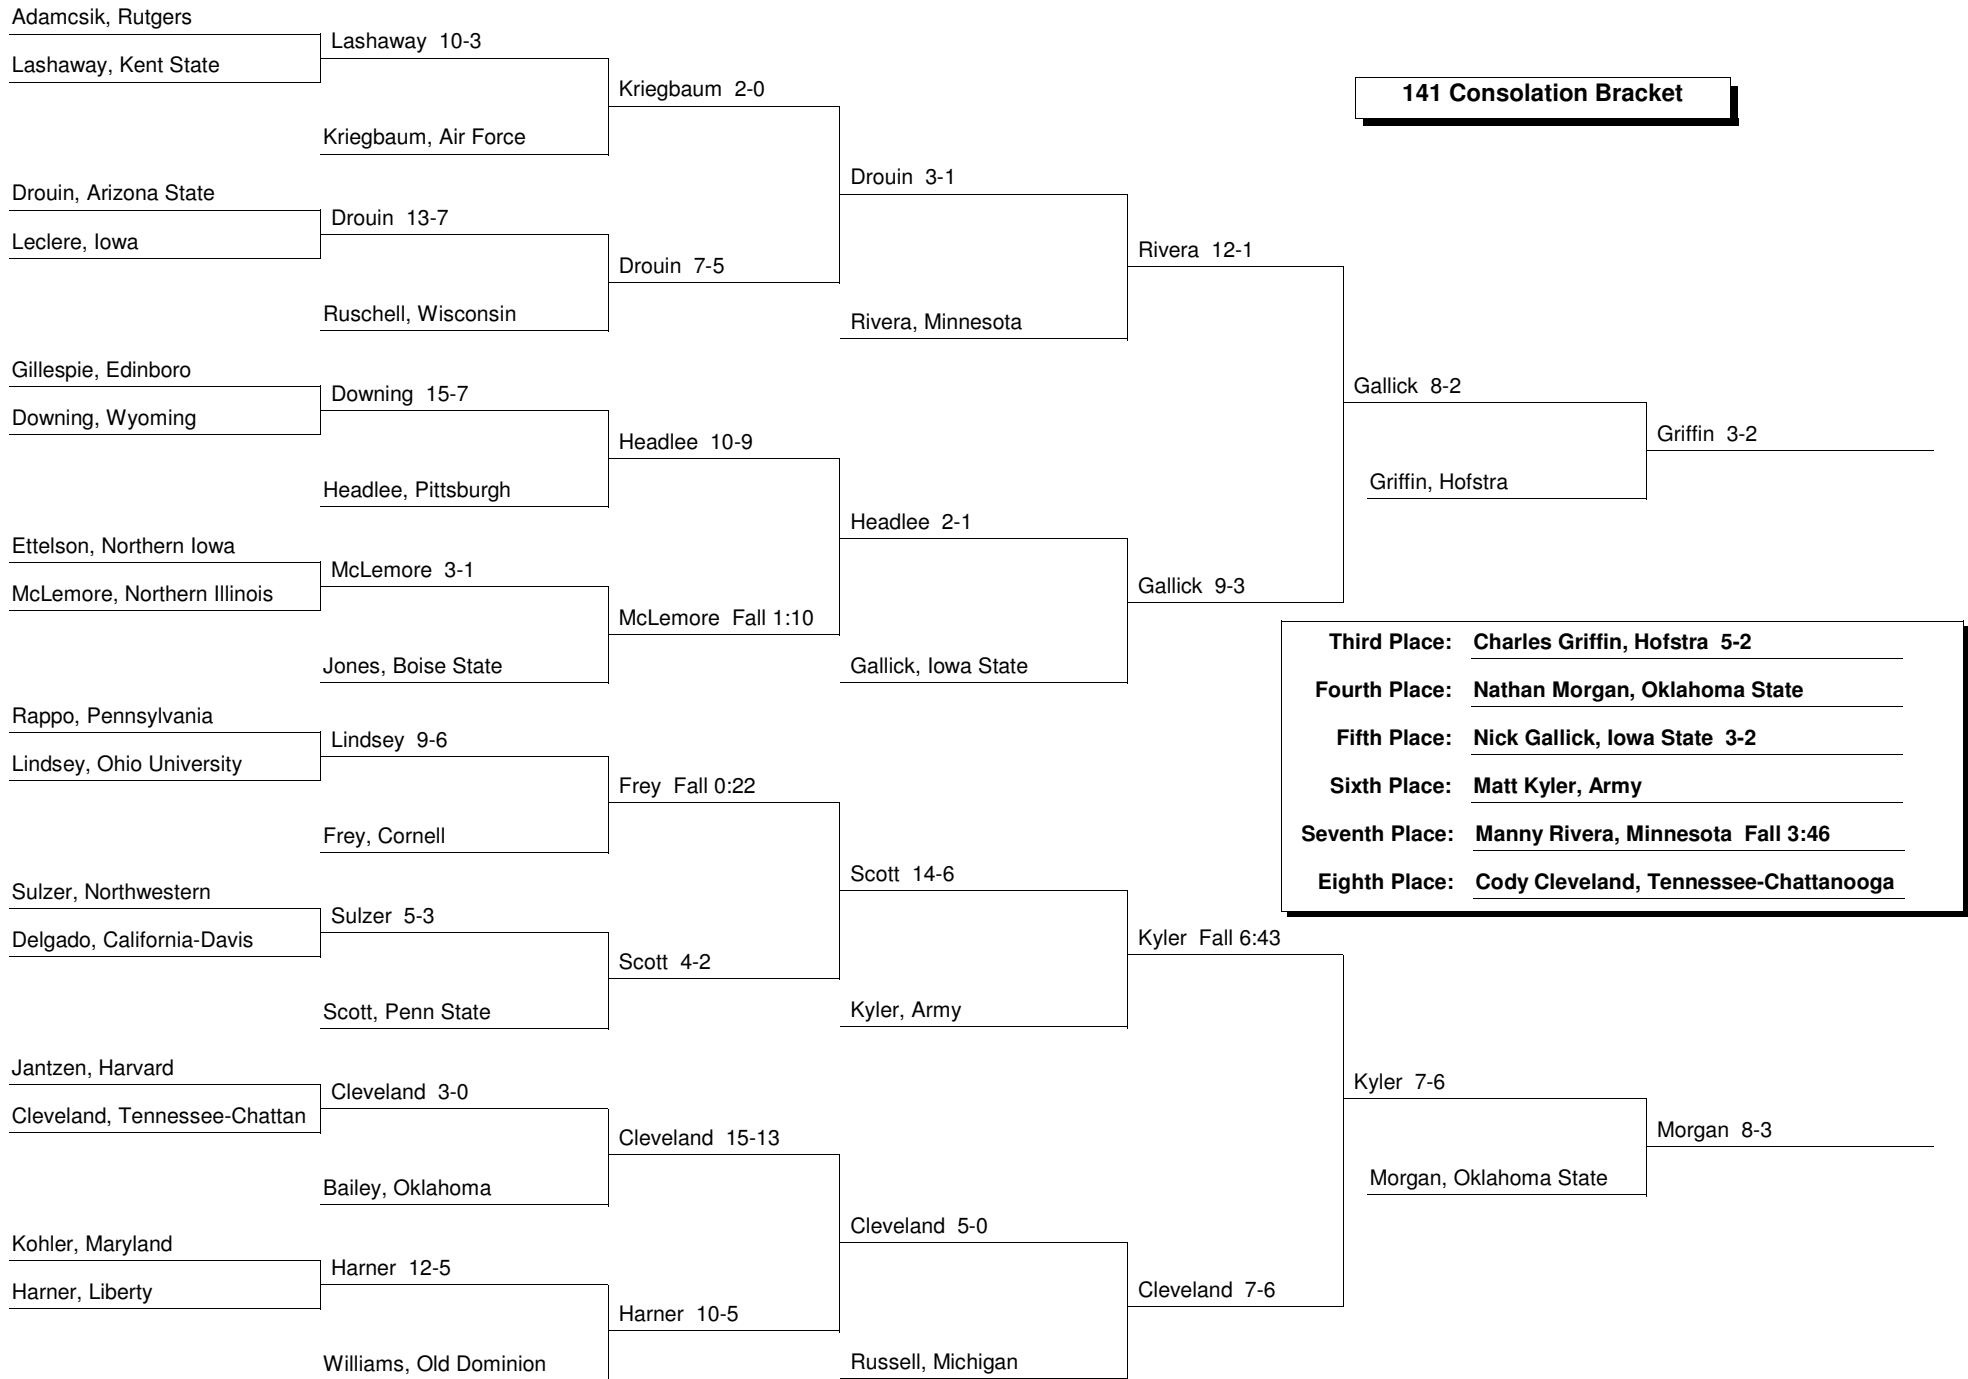 Adamcsik, Rutgers
Lashaway 10-3
Lashaway, Kent State
Kriegbaum 2-0
141 Consolation Bracket
Kriegbaum, Air Force
Drouin 3-1
Drouin, Arizona State
Drouin 13-7
Leclere, Iowa
Rivera 12-1
Drouin 7-5
Ruschell, Wisconsin
Rivera, Minnesota
Gillespie, Edinboro
Gallick 8-2
Downing 15-7
Downing, Wyoming
Headlee 10-9
Griffin 3-2
Headlee, Pittsburgh
Griffin, Hofstra
Headlee 2-1
Ettelson, Northern Iowa
McLemore 3-1
McLemore, Northern Illinois
Gallick 9-3
McLemore Fall 1:10
Third Place: Charles Griffin, Hofstra 5-2
Jones, Boise State
Gallick, Iowa State
Fourth Place: Nathan Morgan, Oklahoma State
Rappo, Pennsylvania
Lindsey 9-6
Fifth Place: Nick Gallick, Iowa State 3-2
Lindsey, Ohio University
Frey Fall 0:22
Sixth Place: Matt Kyler, Army
Frey, Cornell
Seventh Place: Manny Rivera, Minnesota Fall 3:46
Scott 14-6
Eighth Place: Cody Cleveland, Tennessee-Chattanooga
Sulzer, Northwestern
Sulzer 5-3
Delgado, California-Davis
Kyler Fall 6:43
Scott 4-2
Scott, Penn State
Kyler, Army
Jantzen, Harvard
Kyler 7-6
Cleveland 3-0
Cleveland, Tennessee-Chattan
Morgan 8-3
Cleveland 15-13
Morgan, Oklahoma State
Bailey, Oklahoma
Cleveland 5-0
Kohler, Maryland
Harner 12-5
Harner, Liberty
Cleveland 7-6
Harner 10-5
Williams, Old Dominion
Russell, Michigan